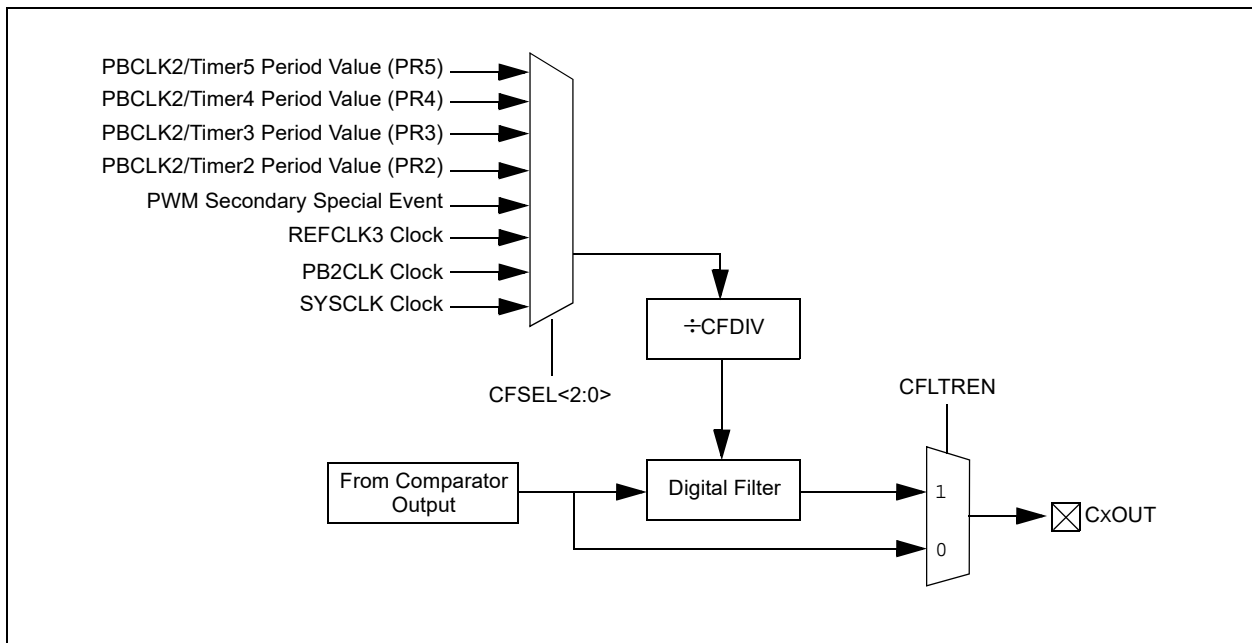 PBCLK2/Timer5 Period Value (PR5)
PBCLK2/Timer4 Period Value (PR4)
PBCLK2/Timer3 Period Value (PR3)
PBCLK2/Timer2 Period Value (PR2)
PWM Secondary Special Event
REFCLK3 Clock
PB2CLK Clock
SYSCLK Clock
÷CFDIV
CFSEL<2:0>
CFLTREN
From Comparator
Output
Digital Filter
1
0
CxOUT